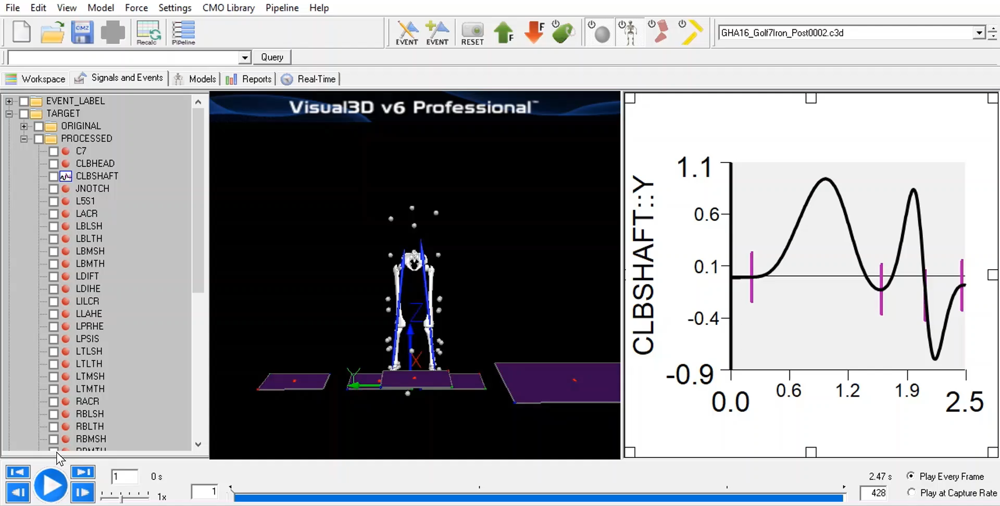 File Edit View Model Force Settings CMO Library Pipeline Help
CMZ Recalc PipeLine EVENT EVENT RESET F F GHA16_Golf7Iron_Post0002.c3d
Query
Workspace Signals and Events Models Reports Real-Time
EVENT_LABEL
TARGET
ORIGINAL
PROCESSED
C7
CLBHEAD
CLBSHAFT
JNOTCH
L5S1
LACR
LBLSH
LBLTH
LBMSH
LBMTH
LDIFT
LDIHE
LILCR
LLAHE
LPRHE
LPSIS
LTLSH
LTLTH
LTMSH
LTMTH
RACR
RBLSH
RBLTH
RBMSH
Visual3D v6 Professional™
Z
X
Y
CLBSHAFT::Y
1.1
0.6
0.1
-0.4
-0.9
0.0 0.6 1.2 1.9 2.5
1 0 s
1x
1
2.47 s
428
Play Every Frame
Play at Capture Rate